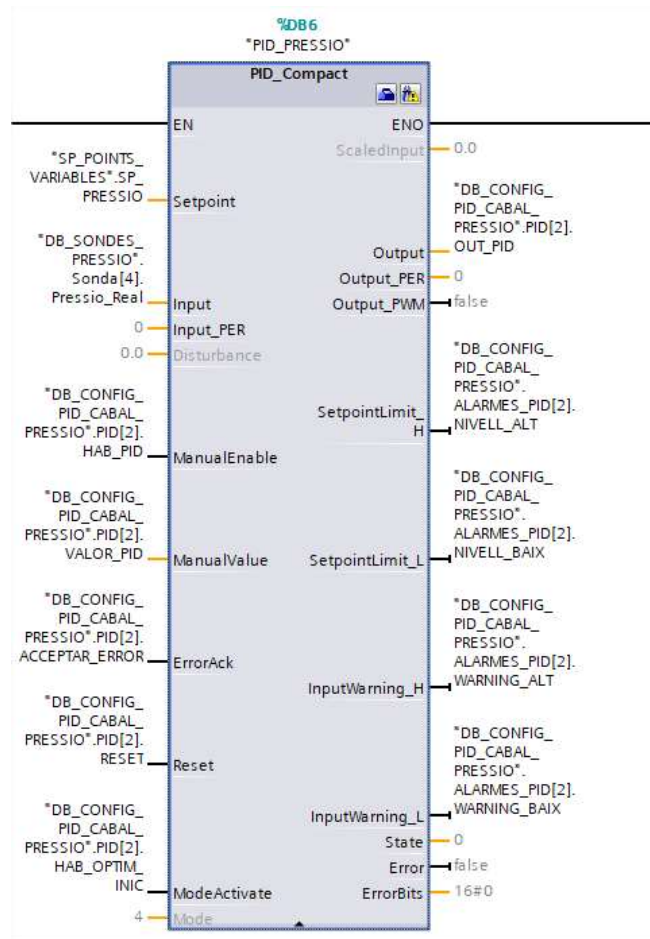 %DB6
"PID_PRESSIO"
PID_Compact
EN
ENO
ScaledInput
0.0
"SP_POINTS_
VARIABLES".SP_
PRESSIO
Setpoint
"DB_CONFIG_
PID_CABAL_
PRESSIO".PID[2].
OUT_PID
Output
"DB_SONDES_
PRESSIO".
Sonda[4].
Pressio_Real
Input
Output_PER
0
Output_PWM
false
0
Input_PER
0.0
Disturbance
"DB_CONFIG_
PID_CABAL_
PRESSIO".
ALARMES_PID[2].
NIVELL_ALT
SetpointLimit_
H
"DB_CONFIG_
PID_CABAL_
PRESSIO".PID[2].
HAB_PID
ManualEnable
"DB_CONFIG_
PID_CABAL_
PRESSIO".
ALARMES_PID[2].
NIVELL_BAIX
SetpointLimit_L
"DB_CONFIG_
PID_CABAL_
PRESSIO".PID[2].
VALOR_PID
ManualValue
"DB_CONFIG_
PID_CABAL_
PRESSIO".PID[2].
ACCEPTAR_ERROR
ErrorAck
"DB_CONFIG_
PID_CABAL_
PRESSIO".
ALARMES_PID[2].
WARNING_ALT
InputWarning_H
"DB_CONFIG_
PID_CABAL_
PRESSIO".PID[2].
RESET
Reset
"DB_CONFIG_
PID_CABAL_
PRESSIO".
ALARMES_PID[2].
WARNING_BAIX
InputWarning_L
"DB_CONFIG_
PID_CABAL_
PRESSIO".PID[2].
HAB_OPTIM_
INIC
ModeActivate
State
0
Error
false
ErrorBits
16#0
4
Mode